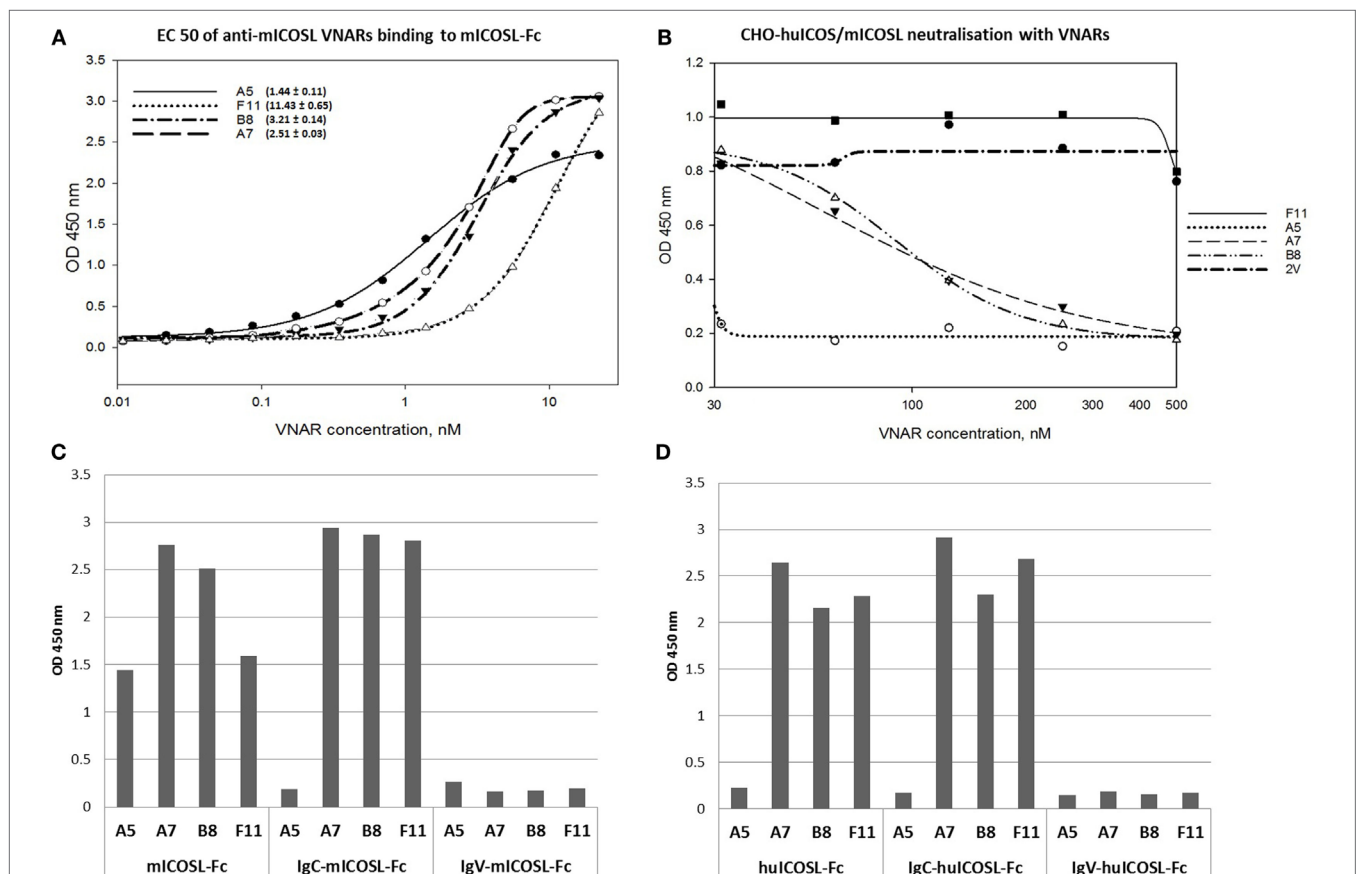 A
EC 50 of anti-mICOSL VNARs binding to mICOSL-Fc
3.5
3.0
2.5
2.0
1.5
1.0
0.5
0.0
OD 450 nm
A5 (1.44 ± 0.11)
F11 (11.43 ± 0.65)
B8 (3.21 ± 0.14)
A7 (2.51 ± 0.03)
0.01 0.1 1 10
VNAR concentration, nM
B
CHO-huICOS/mICOSL neutralisation with VNARs
1.2
1.0
0.8
0.6
0.4
0.2
0.0
OD 450 nm
F11
A5
A7
B8
2V
30 100 200 300 400 500
VNAR concentration, nM
C
3.5
3
2.5
2
1.5
1
0.5
0
OD 450 nm
A5 A7 B8 F11 A5 A7 B8 F11 A5 A7 B8 F11
mICOSL-Fc IgC-mICOSL-Fc IgV-mICOSL-Fc
D
3.5
3
2.5
2
1.5
1
0.5
0
OD 450 nm
A5 A7 B8 F11 A5 A7 B8 F11 A5 A7 B8 F11
huICOSL-Fc IgC-huICOSL-Fc IgV-huICOSL-Fc